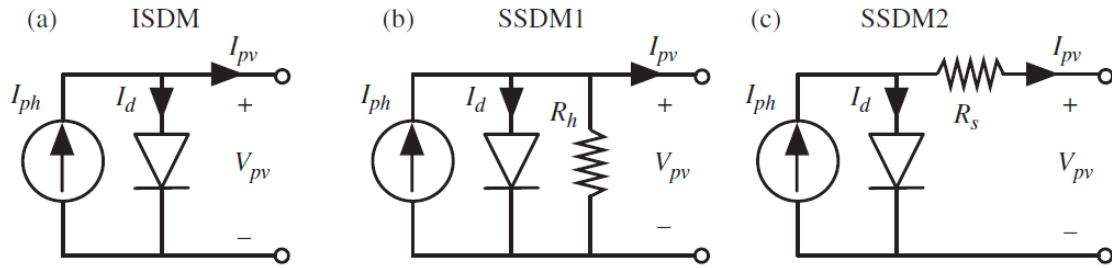 (a) ISDM
I_pv
I_ph
I_d
+
V_pv
–
(b) SSDM1
I_pv
I_ph
I_d
R_h
+
V_pv
–
(c) SSDM2
I_pv
I_ph
I_d
R_s
+
V_pv
–